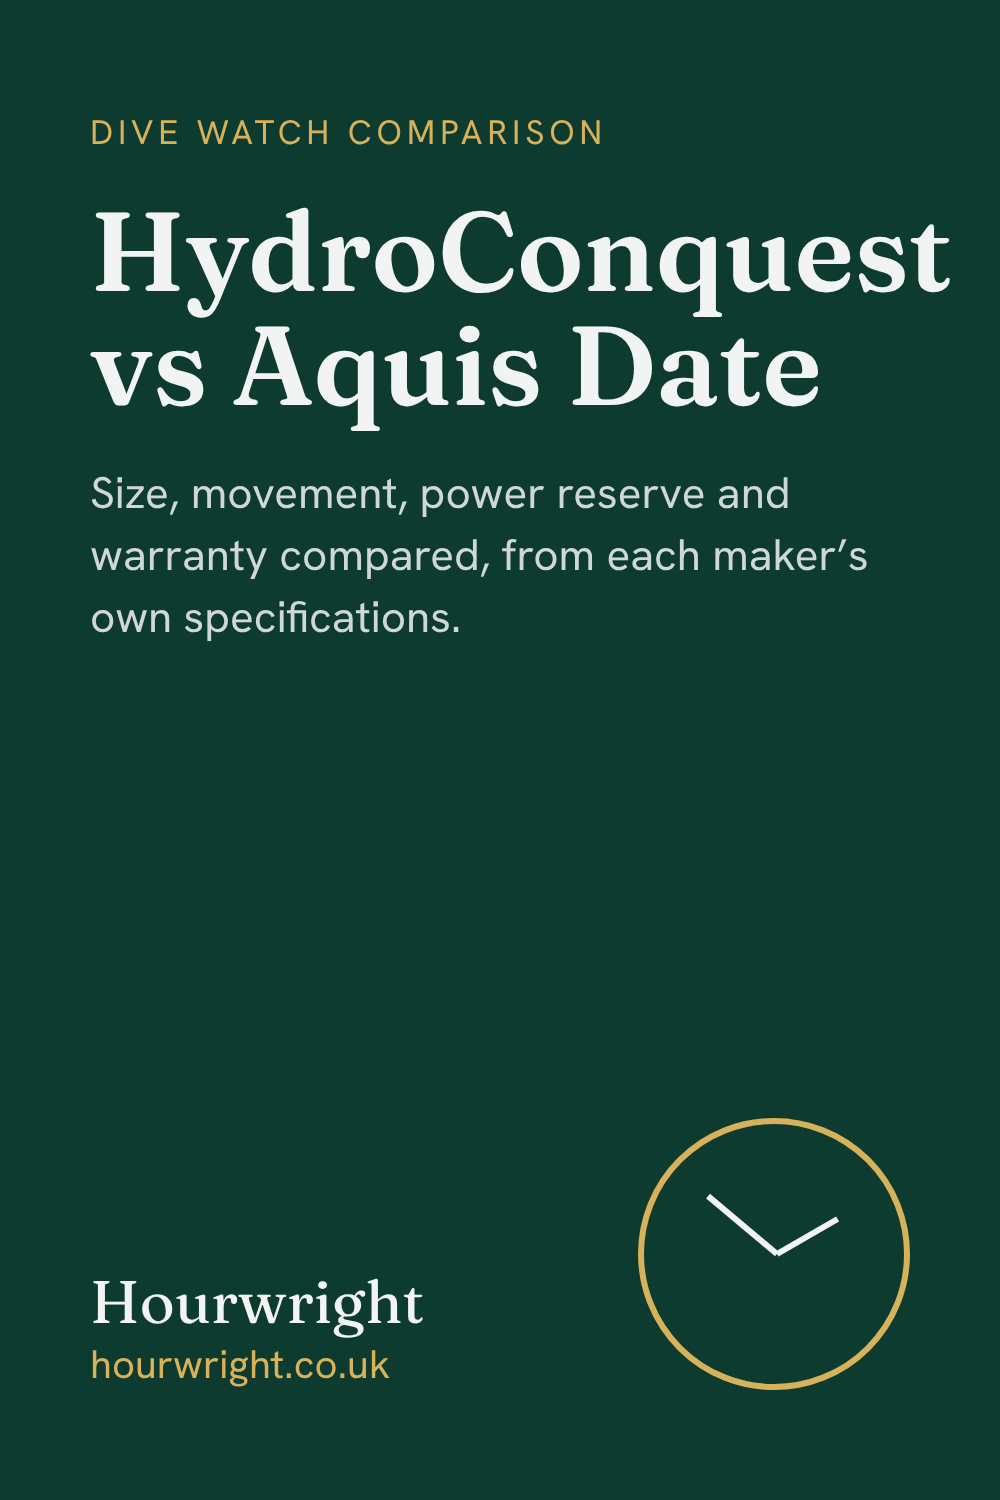 DIVE WATCH COMPARISON
HydroConquest
vs Aquis Date
Size, movement, power reserve and
warranty compared, from each maker’s
own specifications.
Hourwright
hourwright.co.uk